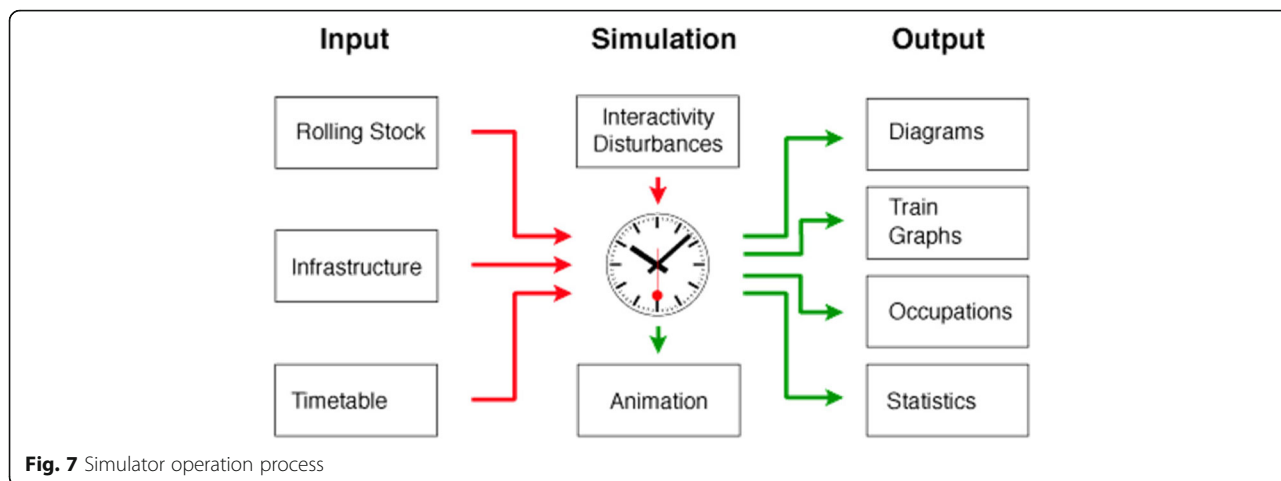 Input
Simulation
Output
Rolling Stock
Interactivity
Disturbances
Diagrams
Train
Graphs
Infrastructure
Occupations
Timetable
Animation
Statistics
Fig. 7 Simulator operation process